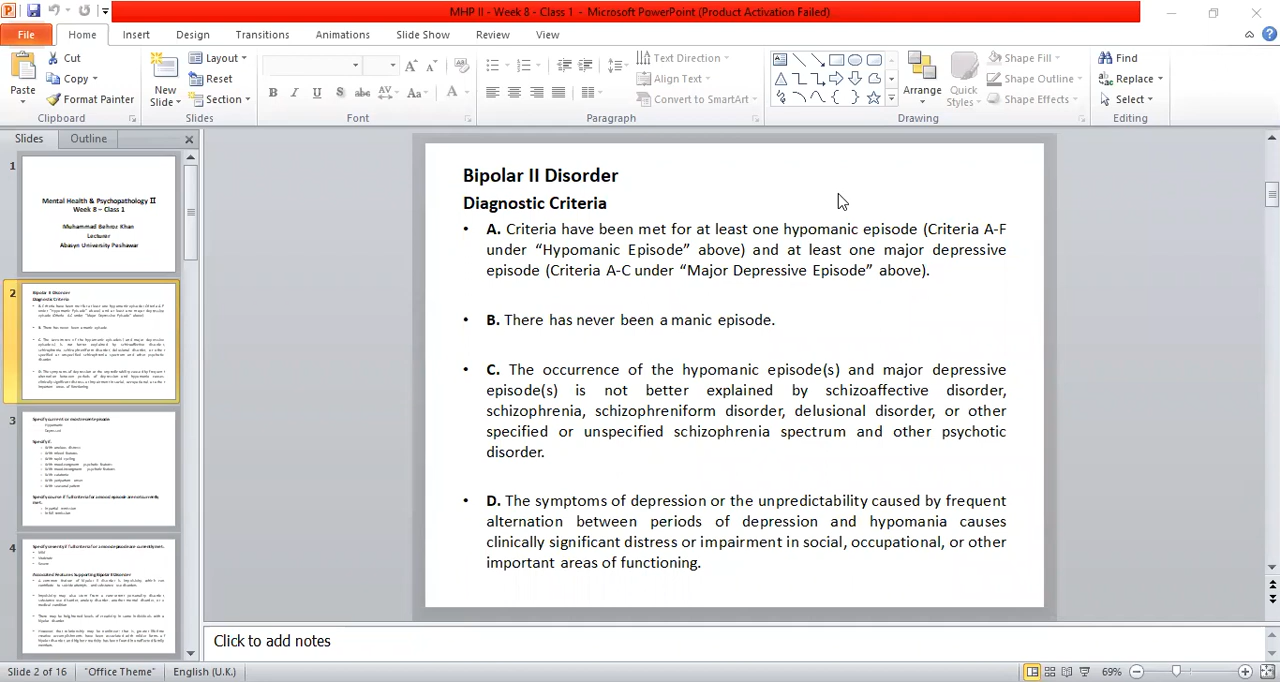 MHP II - Week 8 - Class 1 - Microsoft PowerPoint (Product Activation Failed)
File Home Insert Design Transitions Animations Slide Show Review View
Cut
Copy
Format Painter
Paste
Clipboard
New
Slide
Layout
Reset
Section
Slides
Font
Paragraph
Text Direction
Align Text
Convert to SmartArt
Arrange
Quick
Styles
Shape Fill
Shape Outline
Shape Effects
Drawing
Find
Replace
Select
Editing
Slides Outline
1
Mental Health & Psychopathology II
Week 8 – Class 1
Muhammad Behroz Khan
Lecturer
Abasyn University Peshawar
2
3
4
Bipolar II Disorder
Diagnostic Criteria
• A. Criteria have been met for at least one hypomanic episode (Criteria A-F
under “Hypomanic Episode” above) and at least one major depressive
episode (Criteria A-C under “Major Depressive Episode” above).
• B. There has never been a manic episode.
• C. The occurrence of the hypomanic episode(s) and major depressive
episode(s) is not better explained by schizoaffective disorder,
schizophrenia, schizophreniform disorder, delusional disorder, or other
specified or unspecified schizophrenia spectrum and other psychotic
disorder.
• D. The symptoms of depression or the unpredictability caused by frequent
alternation between periods of depression and hypomania causes
clinically significant distress or impairment in social, occupational, or other
important areas of functioning.
Click to add notes
Slide 2 of 16 "Office Theme" English (U.K.) 69%